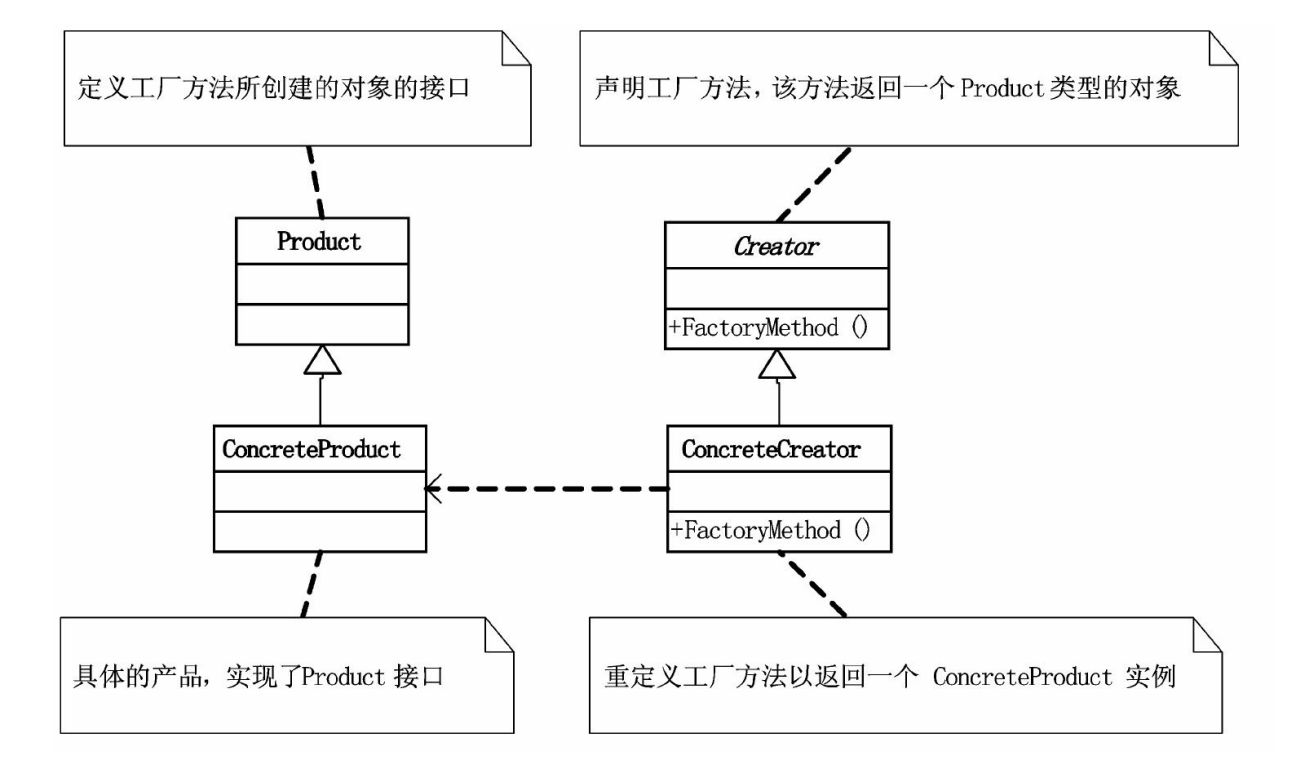 定义工厂方法所创建的对象的接口
声明工厂方法，该方法返回一个 Product 类型的对象
Product
Creator
+FactoryMethod ()
ConcreteProduct
ConcreteCreator
+FactoryMethod ()
具体的产品，实现了Product 接口
重定义工厂方法以返回一个 ConcreteProduct 实例